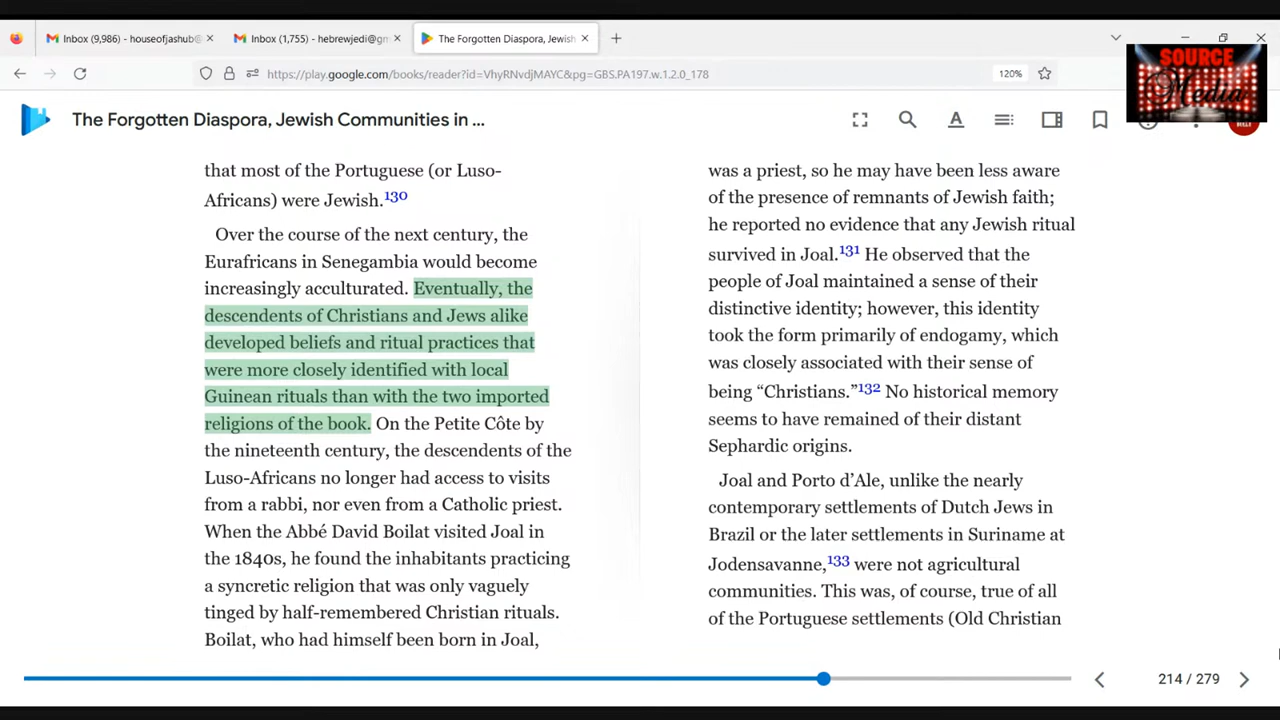 Inbox (9,986) - houseofjashub@
Inbox (1,755) - hebrewjedi@gm
The Forgotten Diaspora, Jewish
https://play.google.com/books/reader?id=VhyRNvdjMAYC&pg=GBS.PA197.w.1.2.0_178
120%
SOURCE
Media
The Forgotten Diaspora, Jewish Communities in ...
that most of the Portuguese (or Luso-
Africans) were Jewish.130
Over the course of the next century, the
Eurafricans in Senegambia would become
increasingly acculturated. Eventually, the
descendents of Christians and Jews alike
developed beliefs and ritual practices that
were more closely identified with local
Guinean rituals than with the two imported
religions of the book. On the Petite Côte by
the nineteenth century, the descendents of the
Luso-Africans no longer had access to visits
from a rabbi, nor even from a Catholic priest.
When the Abbé David Boilat visited Joal in
the 1840s, he found the inhabitants practicing
a syncretic religion that was only vaguely
tinged by half-remembered Christian rituals.
Boilat, who had himself been born in Joal,
was a priest, so he may have been less aware
of the presence of remnants of Jewish faith;
he reported no evidence that any Jewish ritual
survived in Joal.131 He observed that the
people of Joal maintained a sense of their
distinctive identity; however, this identity
took the form primarily of endogamy, which
was closely associated with their sense of
being “Christians.”132 No historical memory
seems to have remained of their distant
Sephardic origins.
Joal and Porto d’Ale, unlike the nearly
contemporary settlements of Dutch Jews in
Brazil or the later settlements in Suriname at
Jodensavanne,133 were not agricultural
communities. This was, of course, true of all
of the Portuguese settlements (Old Christian
214 / 279